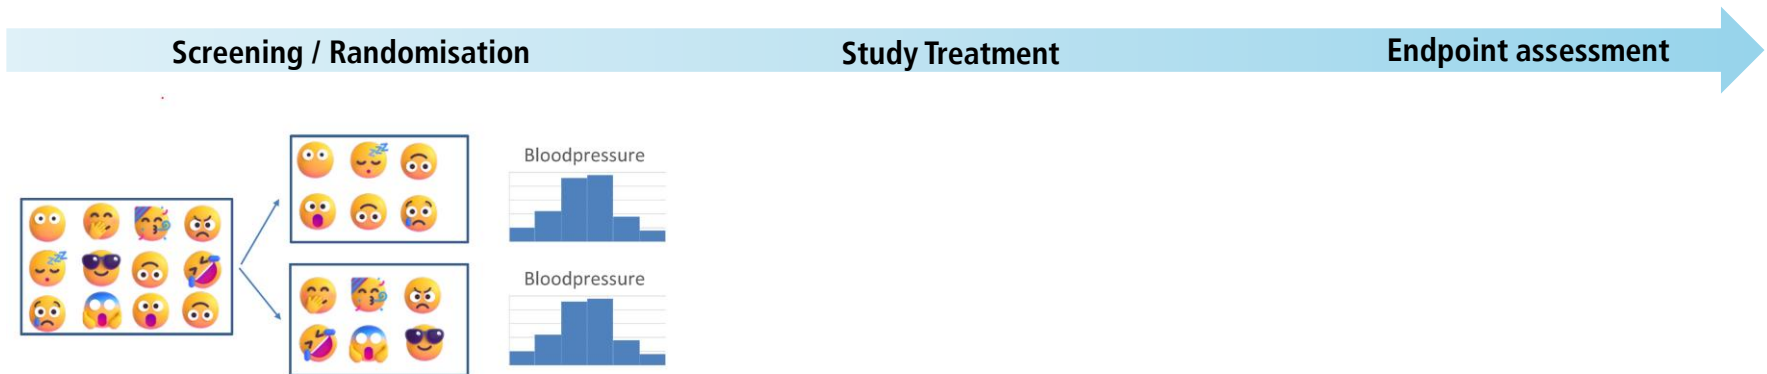 Screening / Randomisation
Study Treatment
Endpoint assessment
Bloodpressure
Bloodpressure